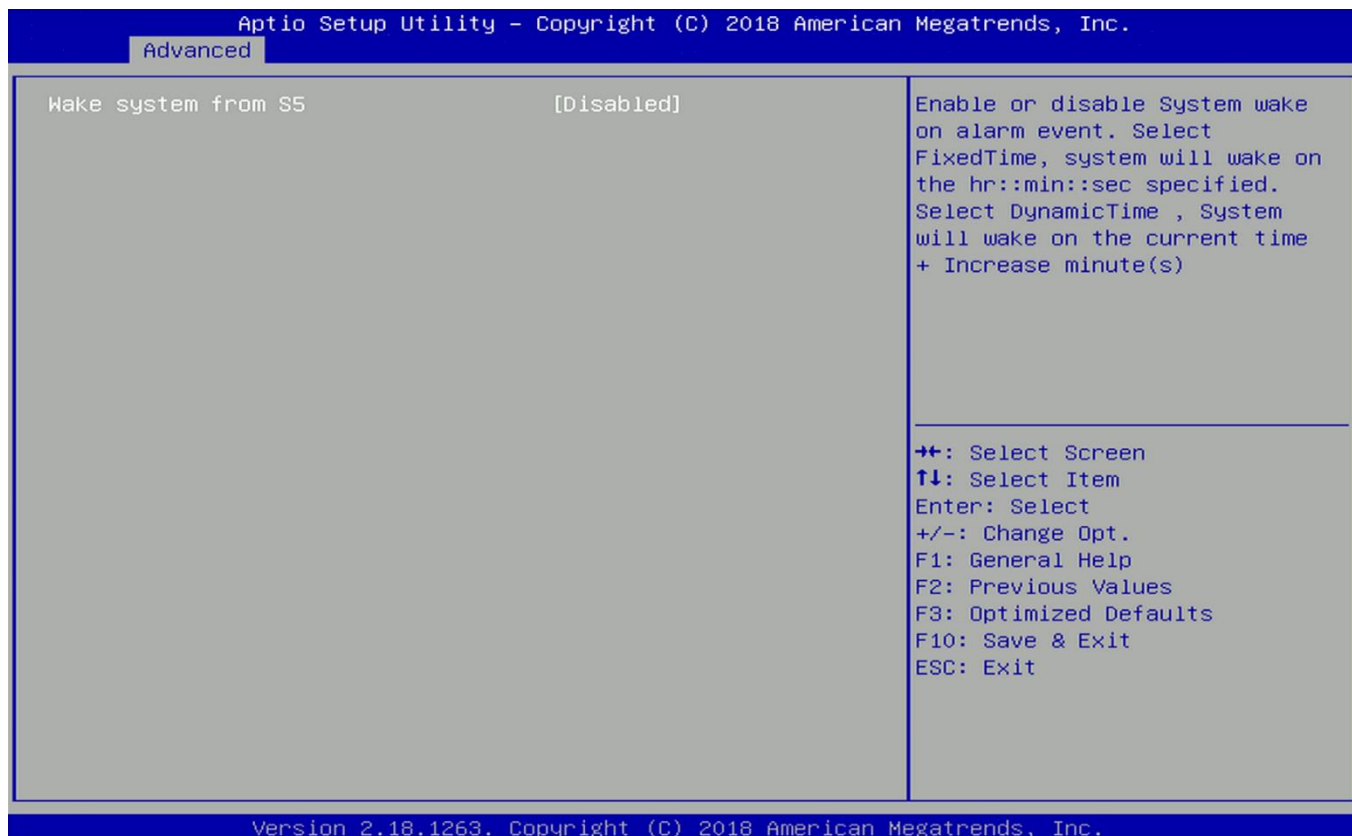 Aptio Setup Utility – Copyright (C) 2018 American Megatrends, Inc.
Advanced
Wake system from S5 [Disabled]
Enable or disable System wake
on alarm event. Select
FixedTime, system will wake on
the hr::min::sec specified.
Select DynamicTime , System
will wake on the current time
+ Increase minute(s)
→←: Select Screen
↑↓: Select Item
Enter: Select
+/-: Change Opt.
F1: General Help
F2: Previous Values
F3: Optimized Defaults
F10: Save & Exit
ESC: Exit
Version 2.18.1263. Copyright (C) 2018 American Megatrends, Inc.